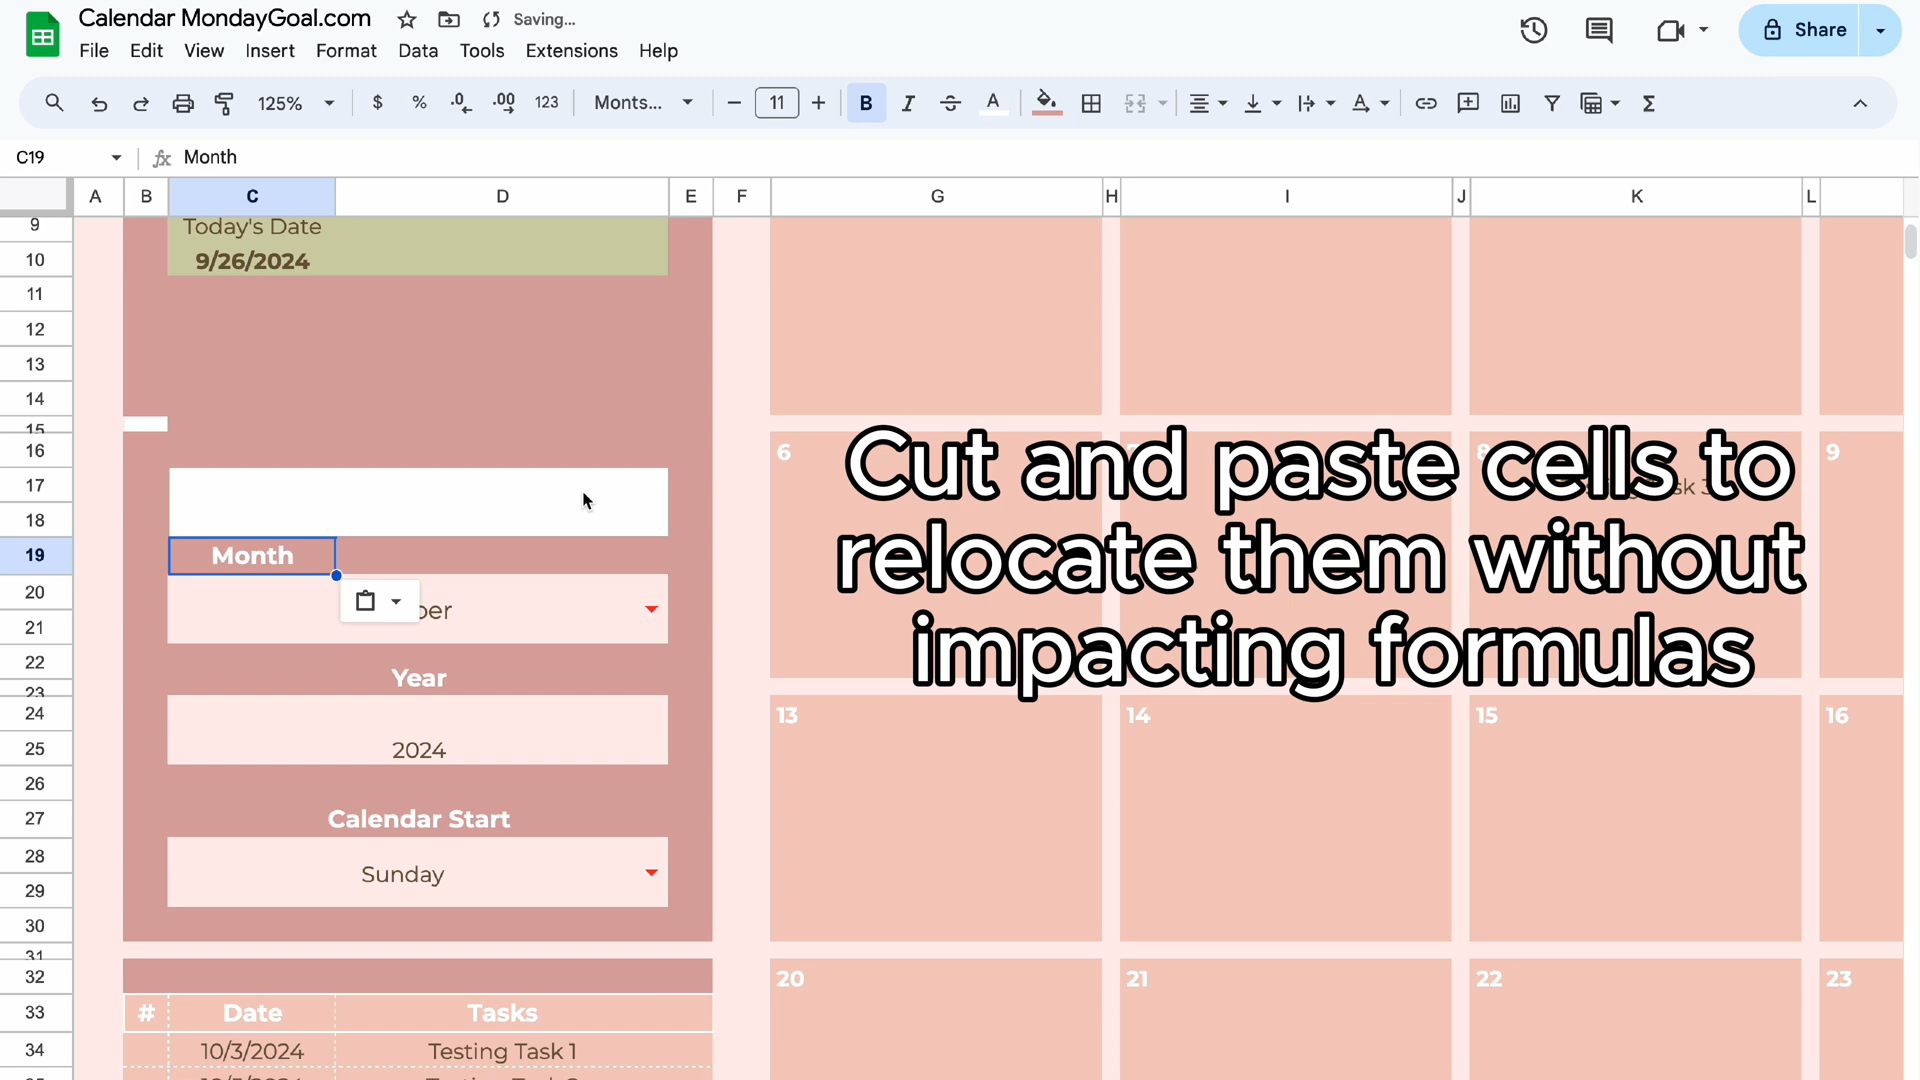 Calendar MondayGoal.com
Saving...
File Edit View Insert Format Data Tools Extensions Help
Share
125% $ % .0 .00 123 Monts... 11 B I S A
C19
fx Month
A B C D E F G H I J K L
9 Today's Date
10 9/26/2024
11
12
13
14
15
16 6 9
17
18
19 Month
20
21
22 Year
23
24 13 14 15 16
25 2024
26
27 Calendar Start
28 Sunday
29
30
31
32 20 21 22 23
33 # Date Tasks
34 10/3/2024 Testing Task 1
Cut and paste cells to
relocate them without
impacting formulas